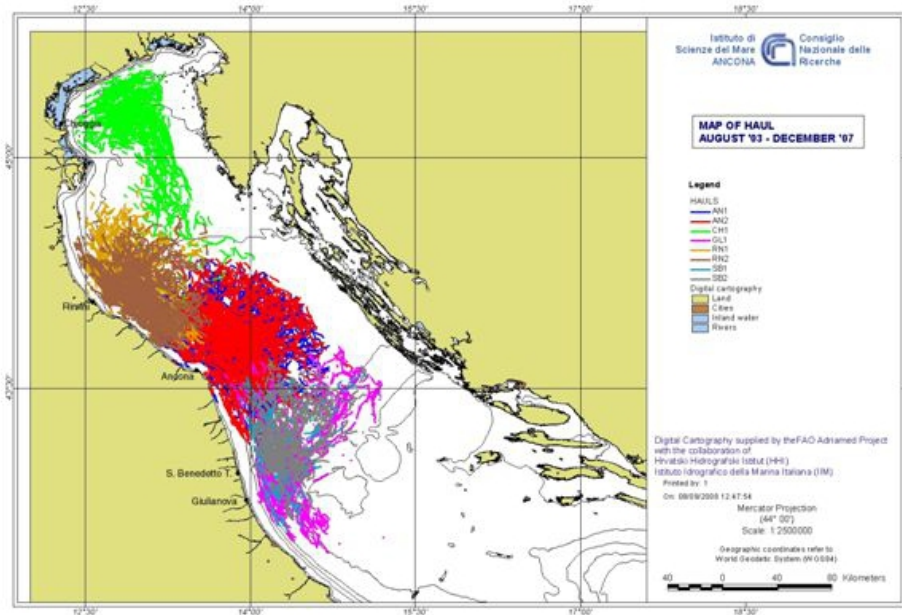 12°30'
14°00'
15°30'
17°00'
18°30'
Istituto di
Scienze del Mare
ANCONA
Consiglio
Nazionale delle
Ricerche
MAP OF HAUL
AUGUST '03 - DECEMBER '07
Legend
HAULS
AN1
AN2
CH1
GL1
RN1
RN2
SB1
SB2
Digital cartography
Land
Cities
Inland water
Rivers
Chioggia
45°00'
Rimini
Ancona
43°30'
S. Benedetto T.
Giulianova
Digital Cartography supplied by the FAO Adriamed Project
with the collaboration of:
Hrvatski Hidrografski Institut (HHI)
Istituto Idrografico della Marina Italiana (IIM)
Printed by: 1
On: 08/09/2008 12:47:54
Mercator Projection
(44° 00')
Scale: 1:2500000
Geographic coordinates refer to
World Geodetic System (WGS84)
40 0 40 80 Kilometers
12°30'
14°00'
15°30'
17°00'
18°30'